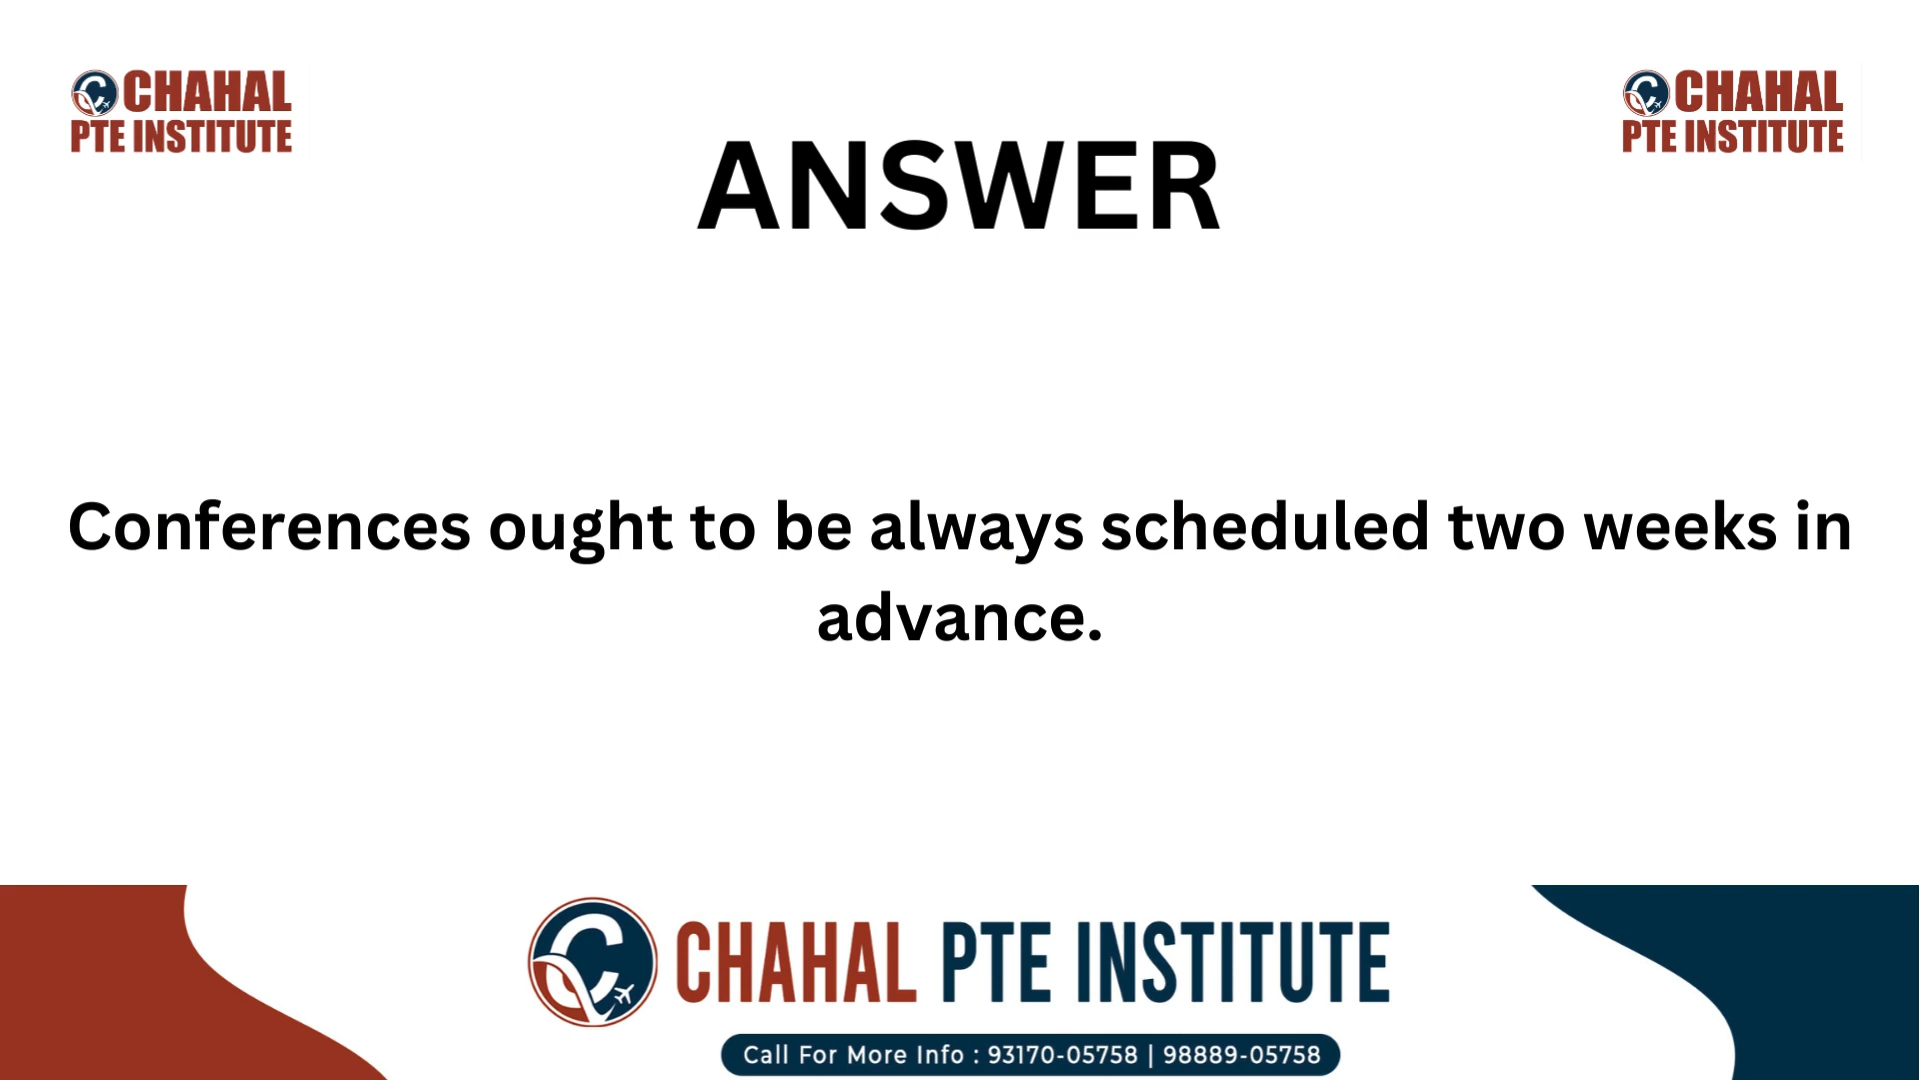 CHAHAL
PTE INSTITUTE
CHAHAL
PTE INSTITUTE
ANSWER
Conferences ought to be always scheduled two weeks in
advance.
CHAHAL PTE INSTITUTE
Call For More Info : 93170-05758 | 98889-05758